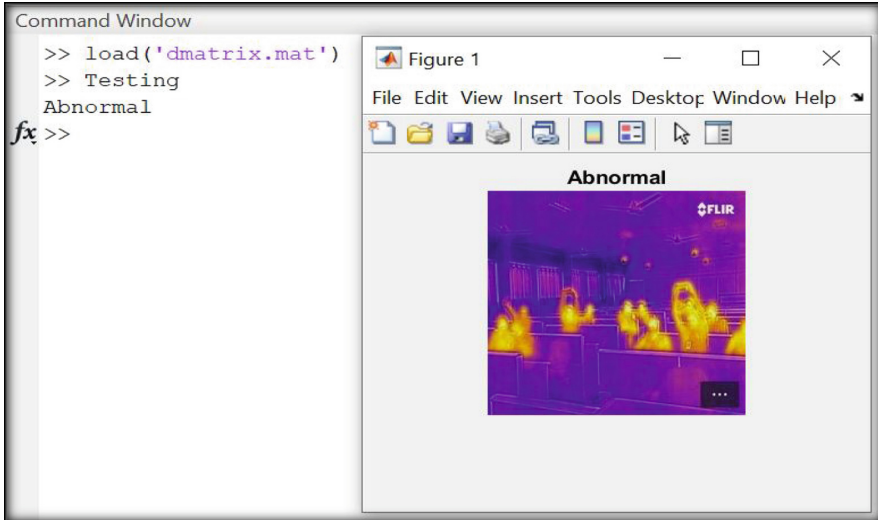 Command Window
>> load('dmatrix.mat')
>> Testing
Abnormal
fx >>
Figure 1
File Edit View Insert Tools Desktop Window Help
Abnormal
FLIR
...